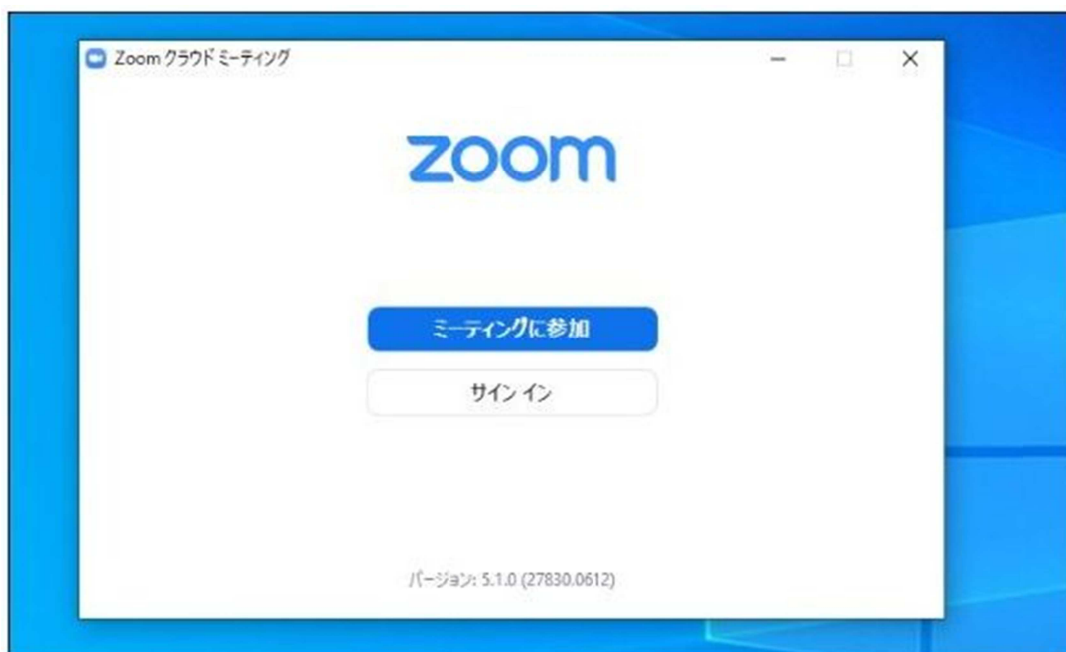 Zoom クラウド ミーティング
zoom
ミーティングに参加
サイン イン
バージョン: 5.1.0 (27830.0612)